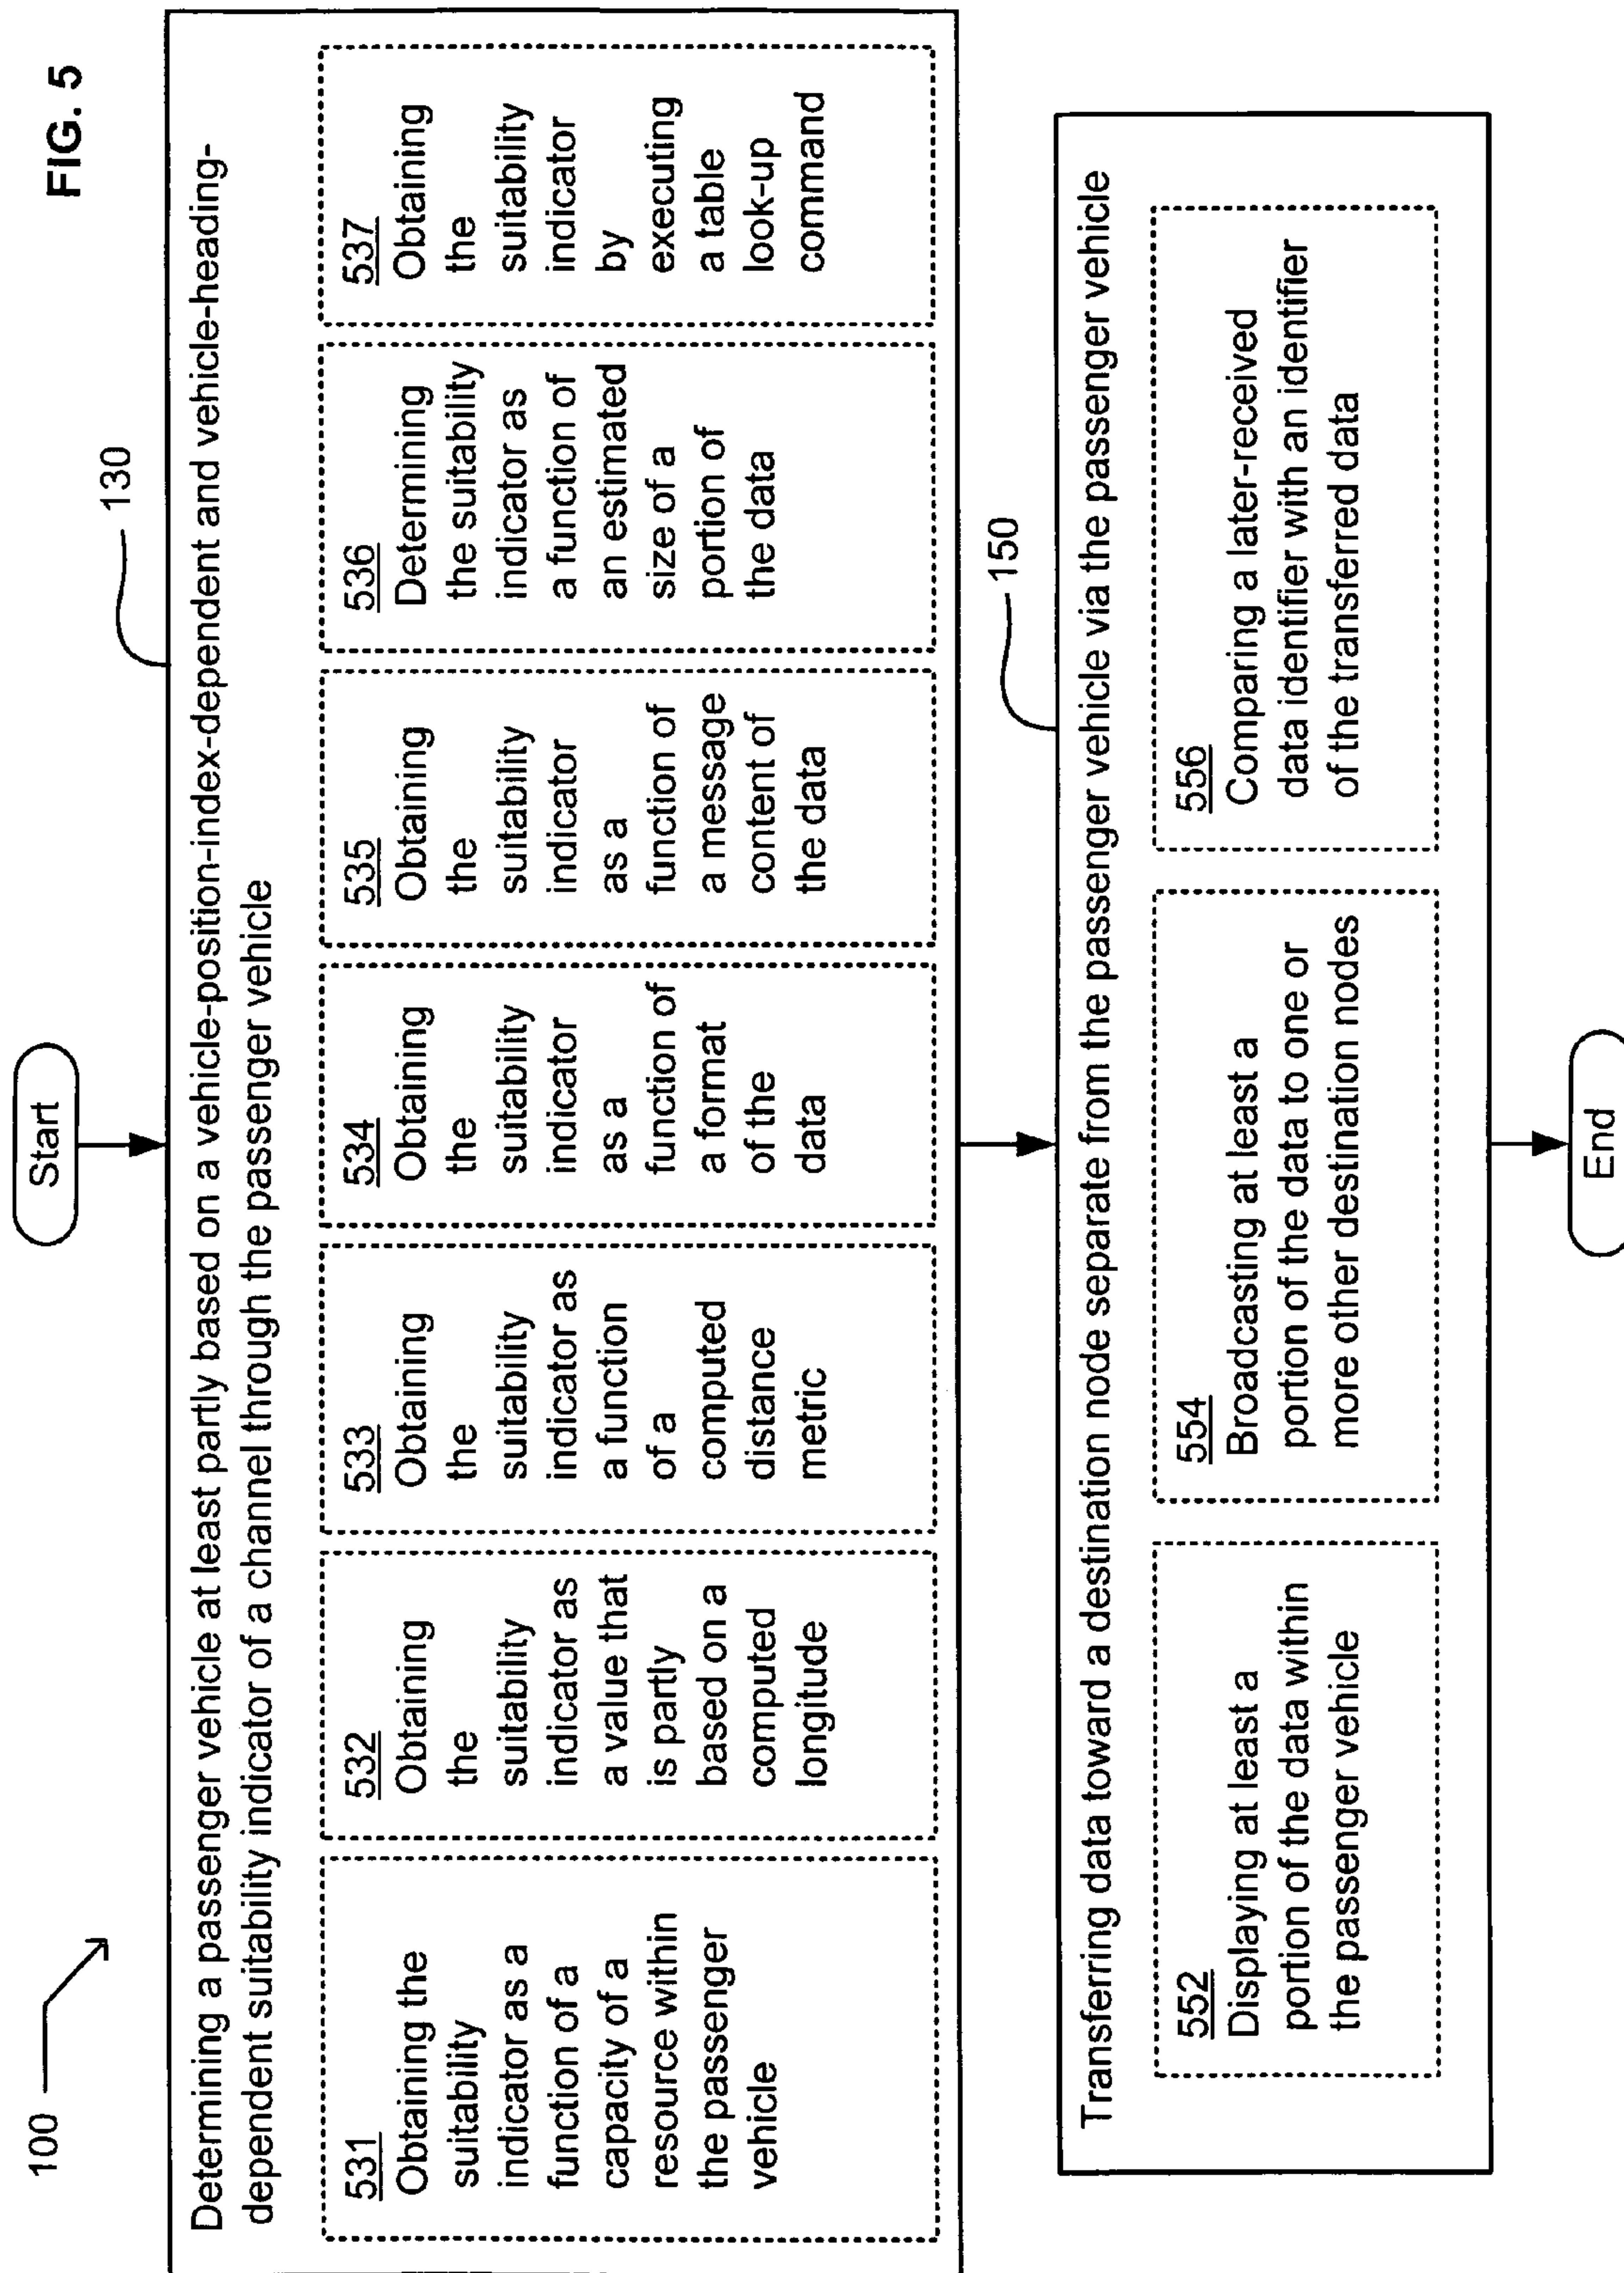 FIG. 5
100
Start
130
Determining a passenger vehicle at least partly based on a vehicle-position-index-dependent and vehicle-heading-
dependent suitability indicator of a channel through the passenger vehicle
531
Obtaining the
suitability
indicator as a
function of a
capacity of a
resource within
the passenger
vehicle
532
Obtaining
the
suitability
indicator as
a value that
is partly
based on a
computed
longitude
533
Obtaining
the
suitability
indicator as
a function
of a
computed
distance
metric
534
Obtaining
the
suitability
indicator
as a
function of
a format
of the
data
535
Obtaining
the
suitability
indicator
as a
function of
a message
content of
the data
536
Determining
the suitability
indicator as
a function of
an estimated
size of a
portion of
the data
537
Obtaining
the
suitability
indicator
by
executing
a table
look-up
command
150
Transferring data toward a destination node separate from the passenger vehicle via the passenger vehicle
552
Displaying at least a
portion of the data within
the passenger vehicle
554
Broadcasting at least a
portion of the data to one or
more other destination nodes
556
Comparing a later-received
data identifier with an identifier
of the transferred data
End